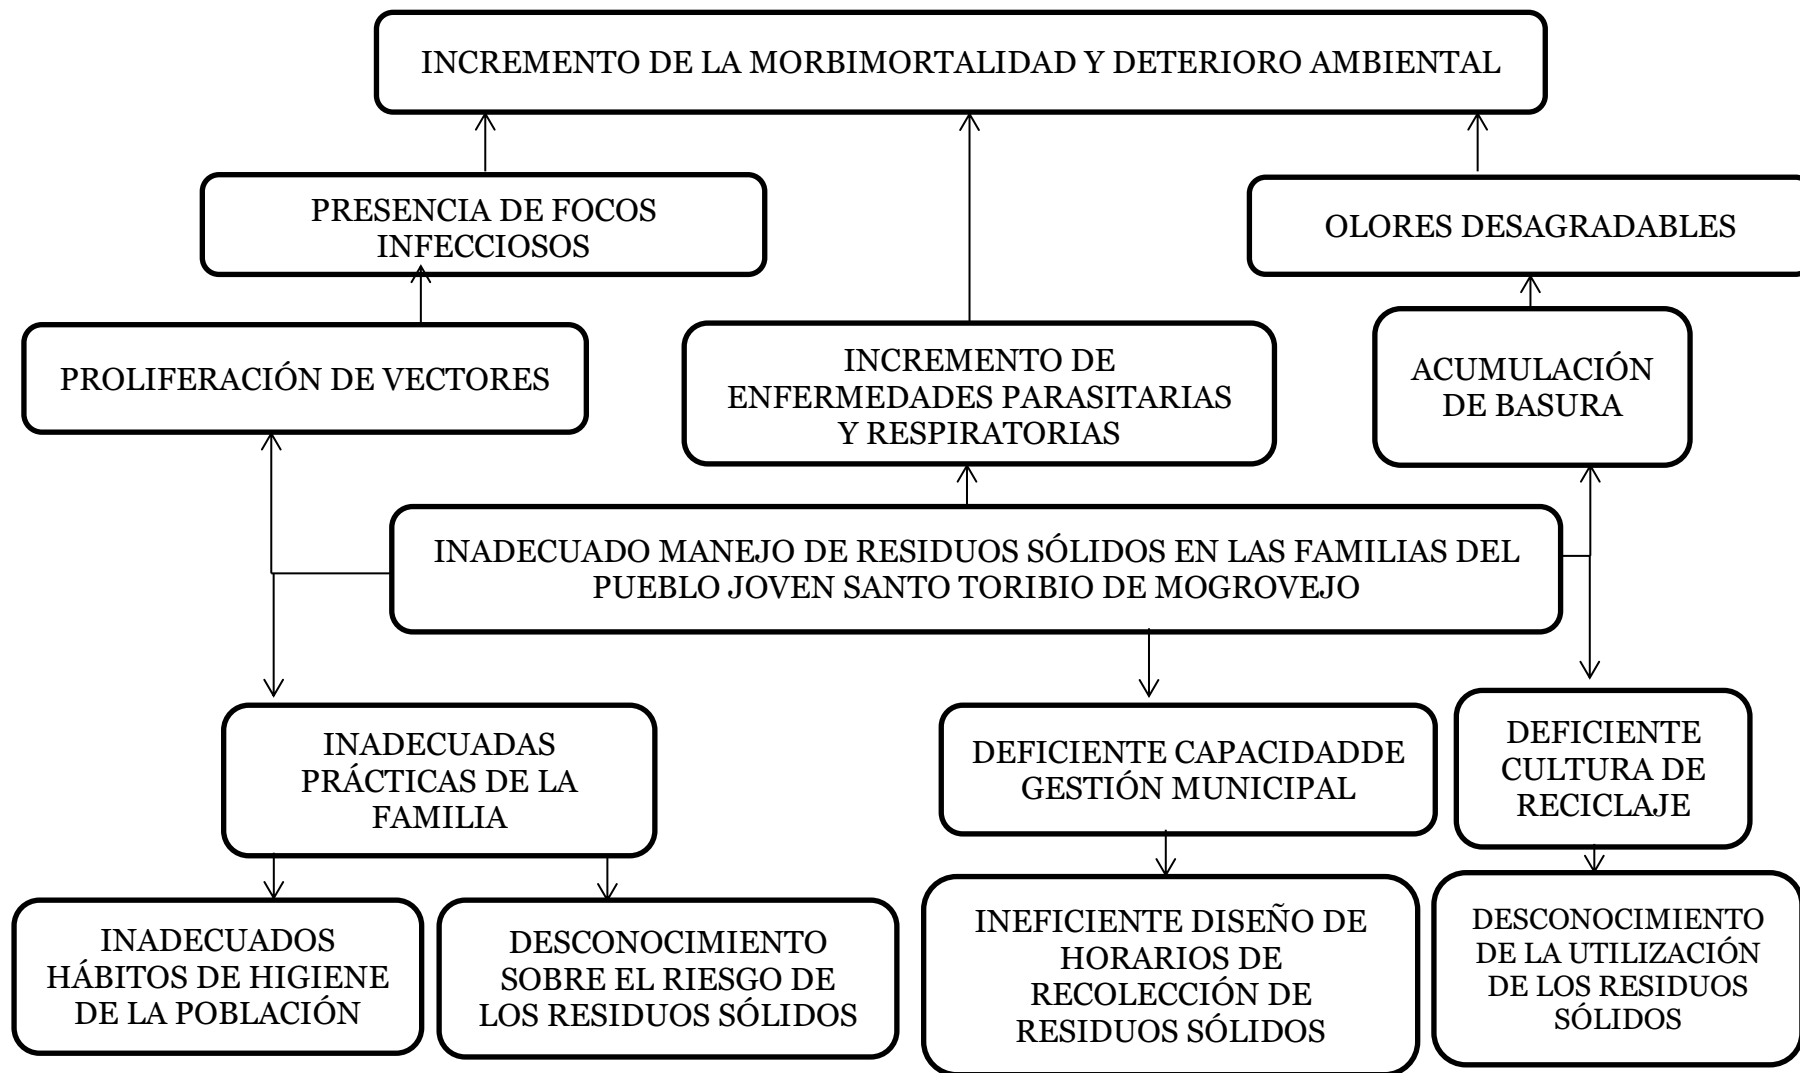 INCREMENTO DE LA MORBIMORTALIDAD Y DETERIORO AMBIENTAL
PRESENCIA DE FOCOS
INFECCIOSOS
OLORES DESAGRADABLES
PROLIFERACIÓN DE VECTORES
INCREMENTO DE
ENFERMEDADES PARASITARIAS
Y RESPIRATORIAS
ACUMULACIÓN
DE BASURA
INADECUADO MANEJO DE RESIDUOS SÓLIDOS EN LAS FAMILIAS DEL
PUEBLO JOVEN SANTO TORIBIO DE MOGROVEJO
INADECUADAS
PRÁCTICAS DE LA
FAMILIA
DEFICIENTE CAPACIDADDE
GESTIÓN MUNICIPAL
DEFICIENTE
CULTURA DE
RECICLAJE
INADECUADOS
HÁBITOS DE HIGIENE
DE LA POBLACIÓN
DESCONOCIMIENTO
SOBRE EL RIESGO DE
LOS RESIDUOS SÓLIDOS
INEFICIENTE DISEÑO DE
HORARIOS DE
RECOLECCIÓN DE
RESIDUOS SÓLIDOS
DESCONOCIMIENTO
DE LA UTILIZACIÓN
DE LOS RESIDUOS
SÓLIDOS